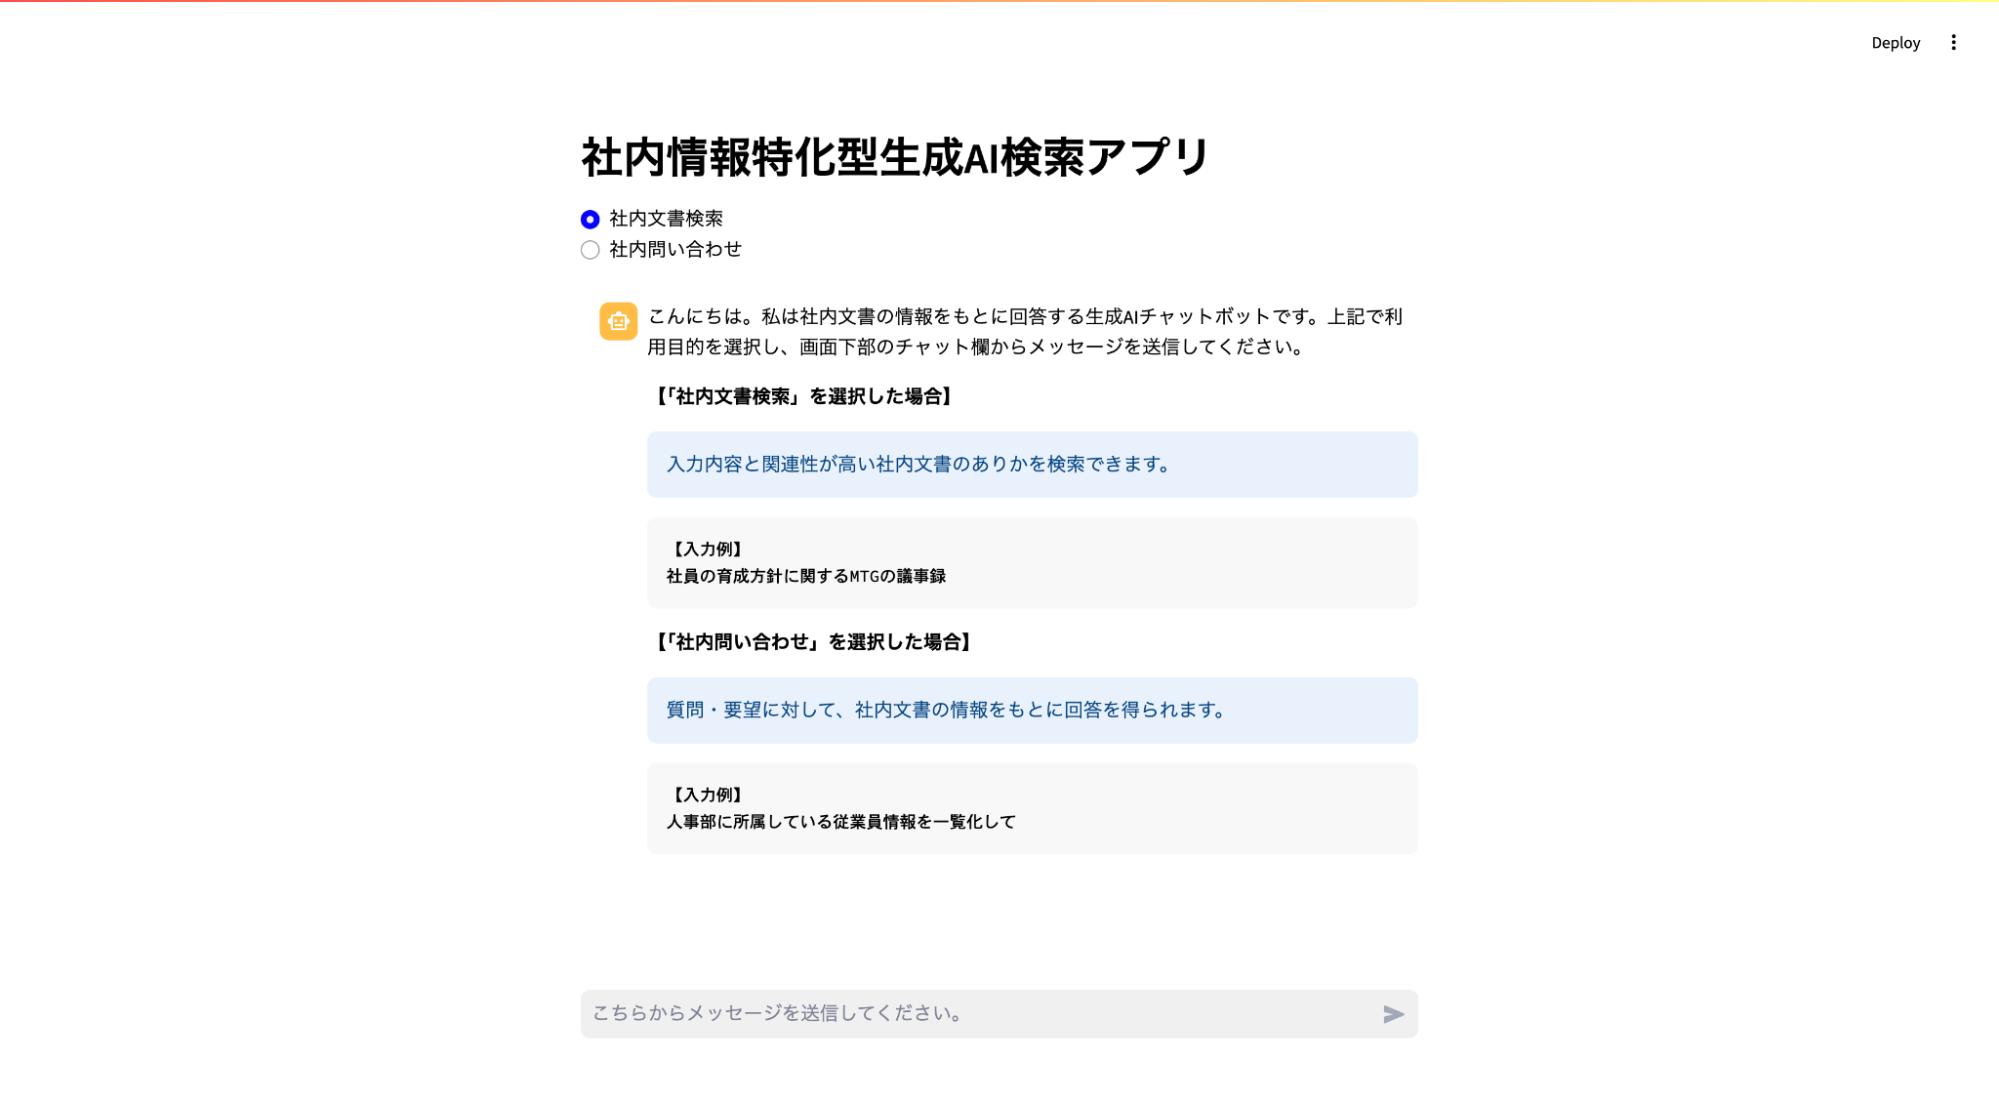 Deploy
社内情報特化型生成AI検索アプリ
社内文書検索
社内問い合わせ
こんにちは。私は社内文書の情報をもとに回答する生成AIチャットボットです。上記で利
用目的を選択し、画面下部のチャット欄からメッセージを送信してください。
【「社内文書検索」を選択した場合】
入力内容と関連性が高い社内文書のありかを検索できます。
【入力例】
社員の育成方針に関するMTGの議事録
【「社内問い合わせ」を選択した場合】
質問・要望に対して、社内文書の情報をもとに回答を得られます。
【入力例】
人事部に所属している従業員情報を一覧化して
こちらからメッセージを送信してください。